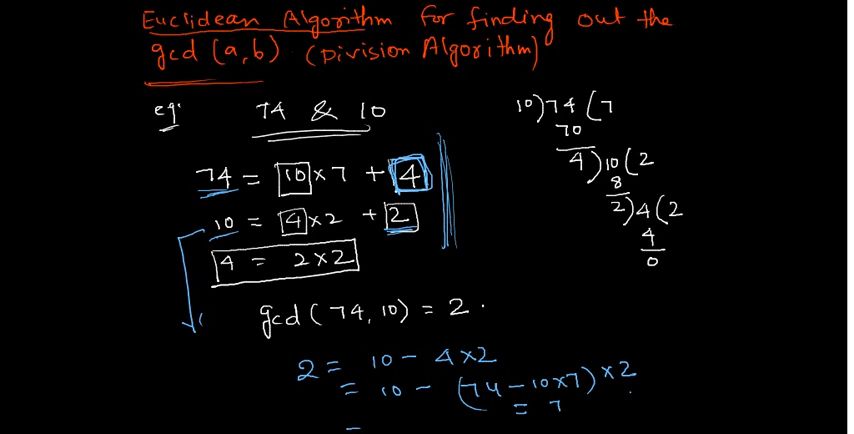 Euclidean Algorithm for finding out the
gcd (a,b) (Division Algorithm)
eg: 74 & 10
74 = 10 × 7 + 4
10 = 4 × 2 + 2
4 = 2 × 2
gcd (74, 10) = 2.
10) 74 (7
70
4) 10 (2
8
2) 4 (2
4
0
2 = 10 - 4 × 2
= 10 - (74 - 10 × 7) × 2
= 7
=